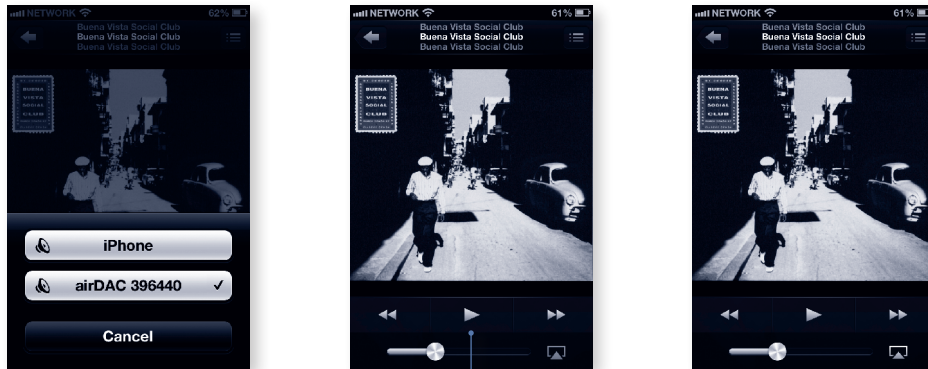 NETWORK 62%
Buena Vista Social Club
Buena Vista Social Club
Buena Vista Social Club
iPhone
airDAC 396440
Cancel
NETWORK 61%
Buena Vista Social Club
Buena Vista Social Club
Buena Vista Social Club
BUENA
VISTA
SOCIAL
CLUB
NETWORK 61%
Buena Vista Social Club
Buena Vista Social Club
Buena Vista Social Club
BUENA
VISTA
SOCIAL
CLUB